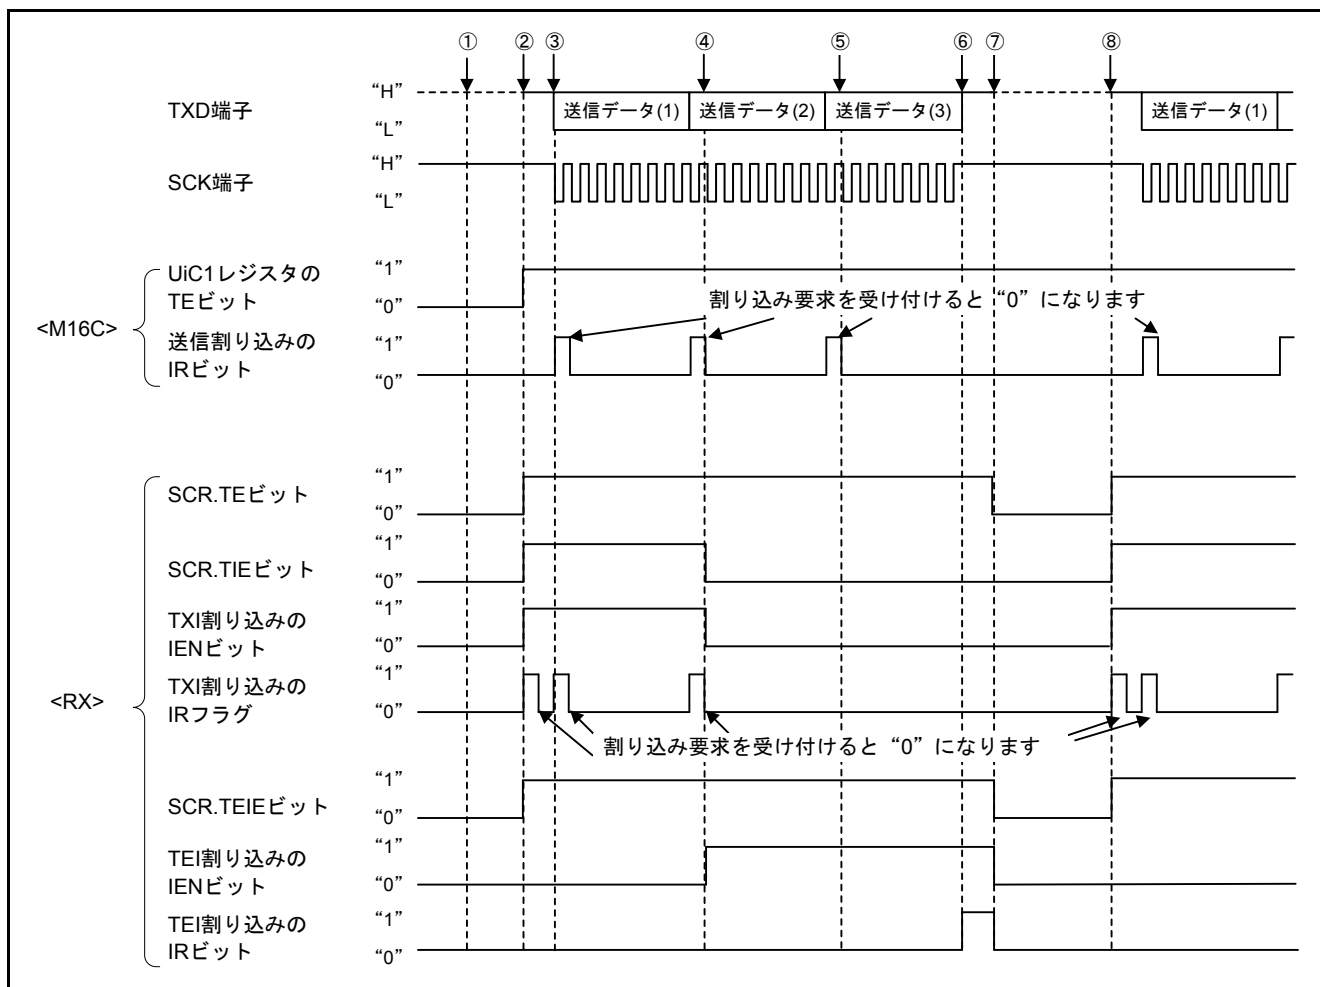 ① ② ③ ④ ⑤ ⑥ ⑦ ⑧
TXD端子
“H”
“L”
送信データ(1)
送信データ(2)
送信データ(3)
送信データ(1)
SCK端子
“H”
“L”
<M16C>
UiC1レジスタの
TEビット
“1”
“0”
割り込み要求を受け付けると“0”になります
送信割り込みの
IRビット
“1”
“0”
<RX>
SCR.TEビット
“1”
“0”
SCR.TIEビット
“1”
“0”
TXI割り込みの
IENビット
“1”
“0”
TXI割り込みの
IRフラグ
“1”
“0”
割り込み要求を受け付けると“0”になります
SCR.TEIEビット
“1”
“0”
TEI割り込みの
IENビット
“1”
“0”
TEI割り込みの
IRビット
“1”
“0”